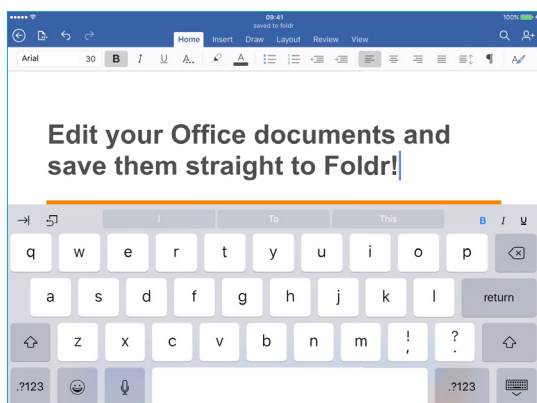 09:41
100%
saved to foldr
Home Insert Draw Layout Review View
Arial 30 B I U A..  A
Edit your Office documents and
save them straight to Foldr!
I To This B I U
q w e r t y u i o p
a s d f g h j k l return
z x c v b n m ! , ? .
.?123 .?123